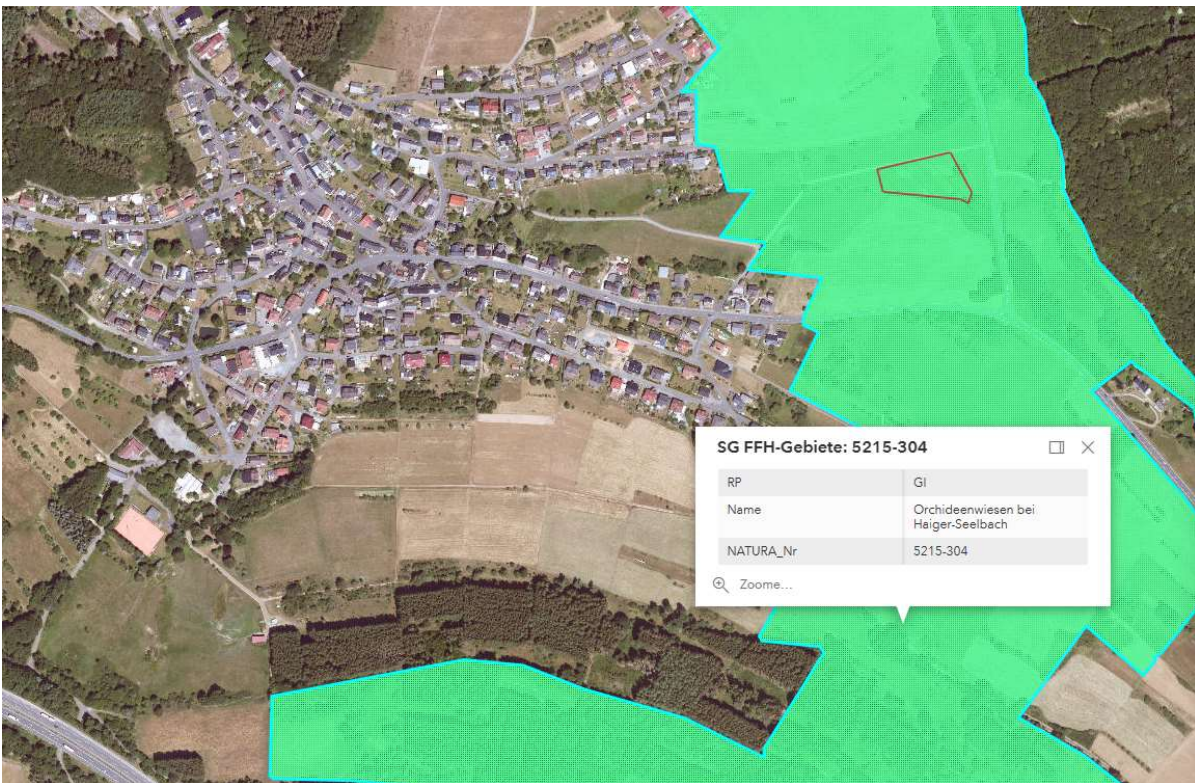 SG FFH-Gebiete: 5215-304
RP GI
Name Orchideenwiesen bei
Haiger-Seelbach
NATURA_Nr 5215-304
Zoome...